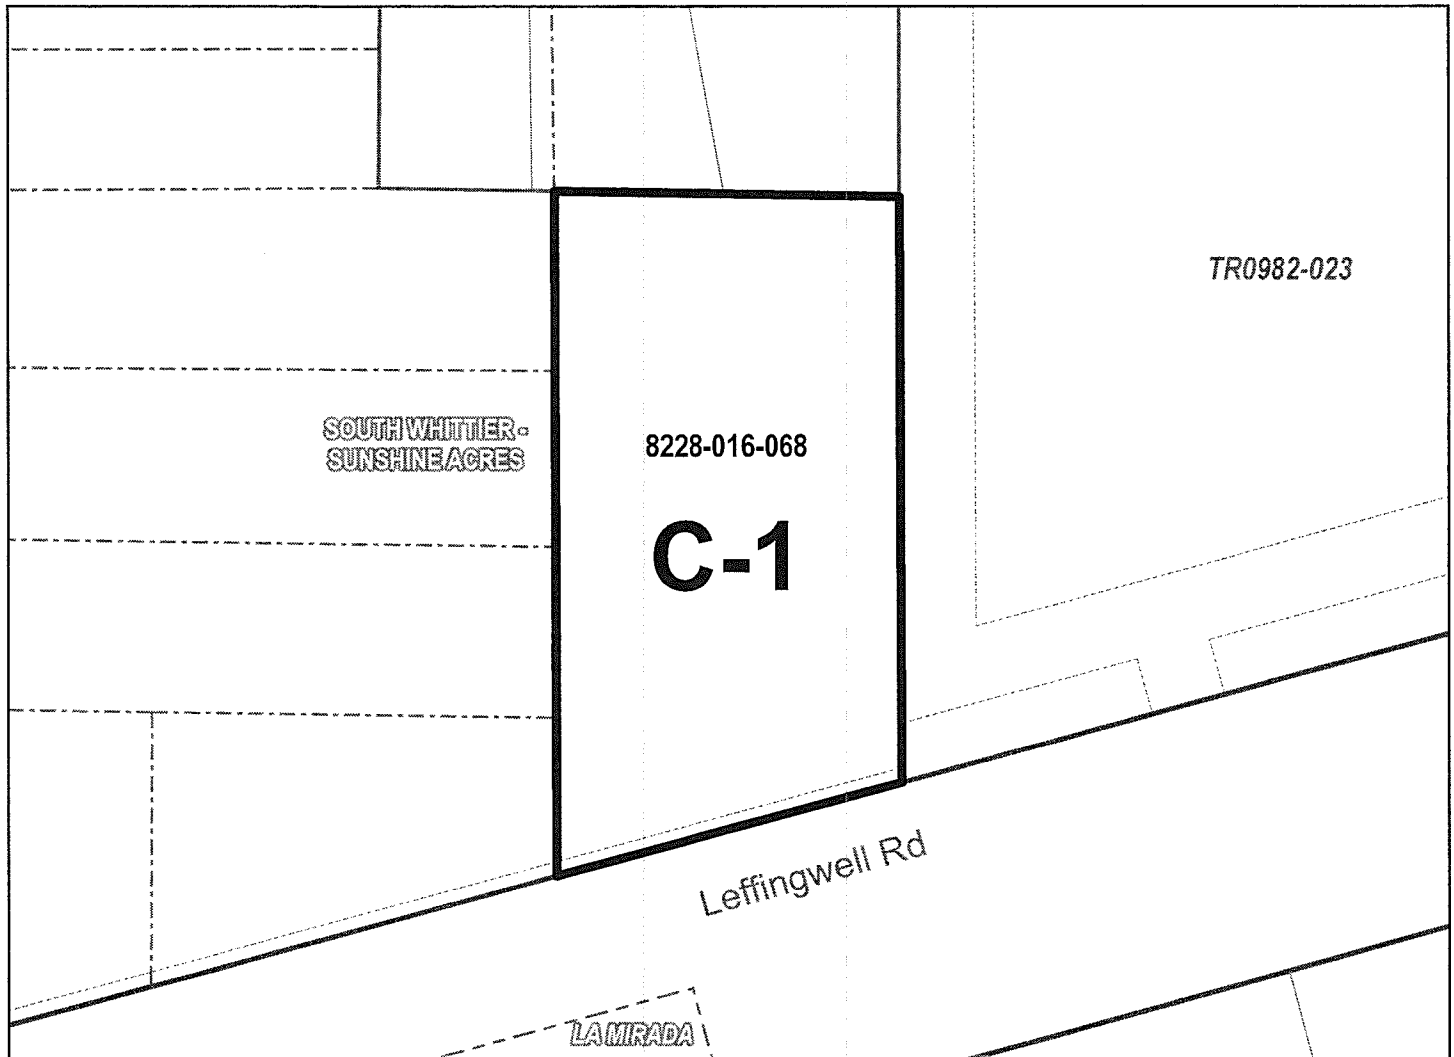 TR0982-023
SOUTH WHITTIER -
SUNSHINE ACRES
8228-016-068
C-1
Leffingwell Rd
LA MIRADA